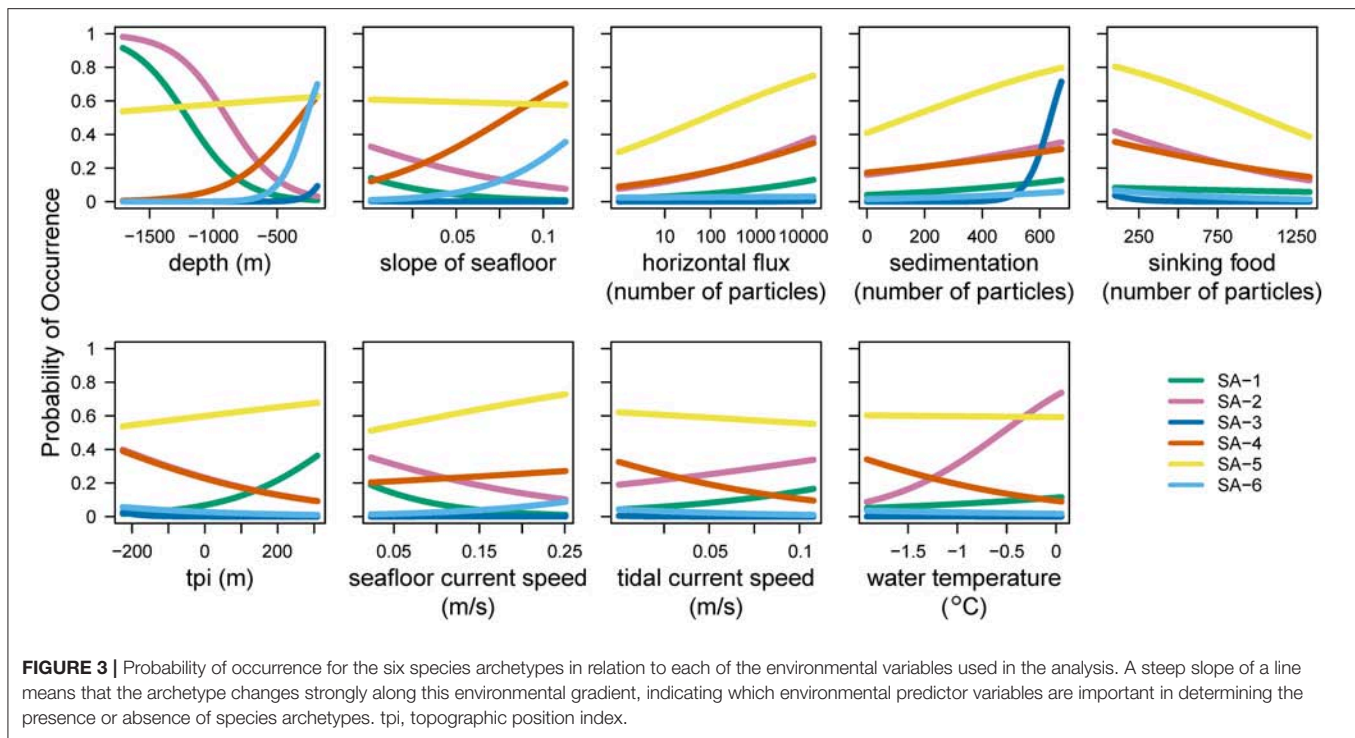 Probability of Occurrence
1
0.8
0.6
0.4
0.2
0
−1500 −1000 −500
depth (m)
0.05 0.1
slope of seafloor
10 100 1000 10000
horizontal flux
(number of particles)
0 200 400 600
sedimentation
(number of particles)
250 750 1250
sinking food
(number of particles)
1
0.8
0.6
0.4
0.2
0
−200 0 200
tpi (m)
0.05 0.15 0.25
seafloor current speed
(m/s)
0.05 0.1
tidal current speed
(m/s)
−1.5 −1 −0.5 0
water temperature
(°C)
SA−1
SA−2
SA−3
SA−4
SA−5
SA−6
FIGURE 3 | Probability of occurrence for the six species archetypes in relation to each of the environmental variables used in the analysis. A steep slope of a line
means that the archetype changes strongly along this environmental gradient, indicating which environmental predictor variables are important in determining the
presence or absence of species archetypes. tpi, topographic position index.